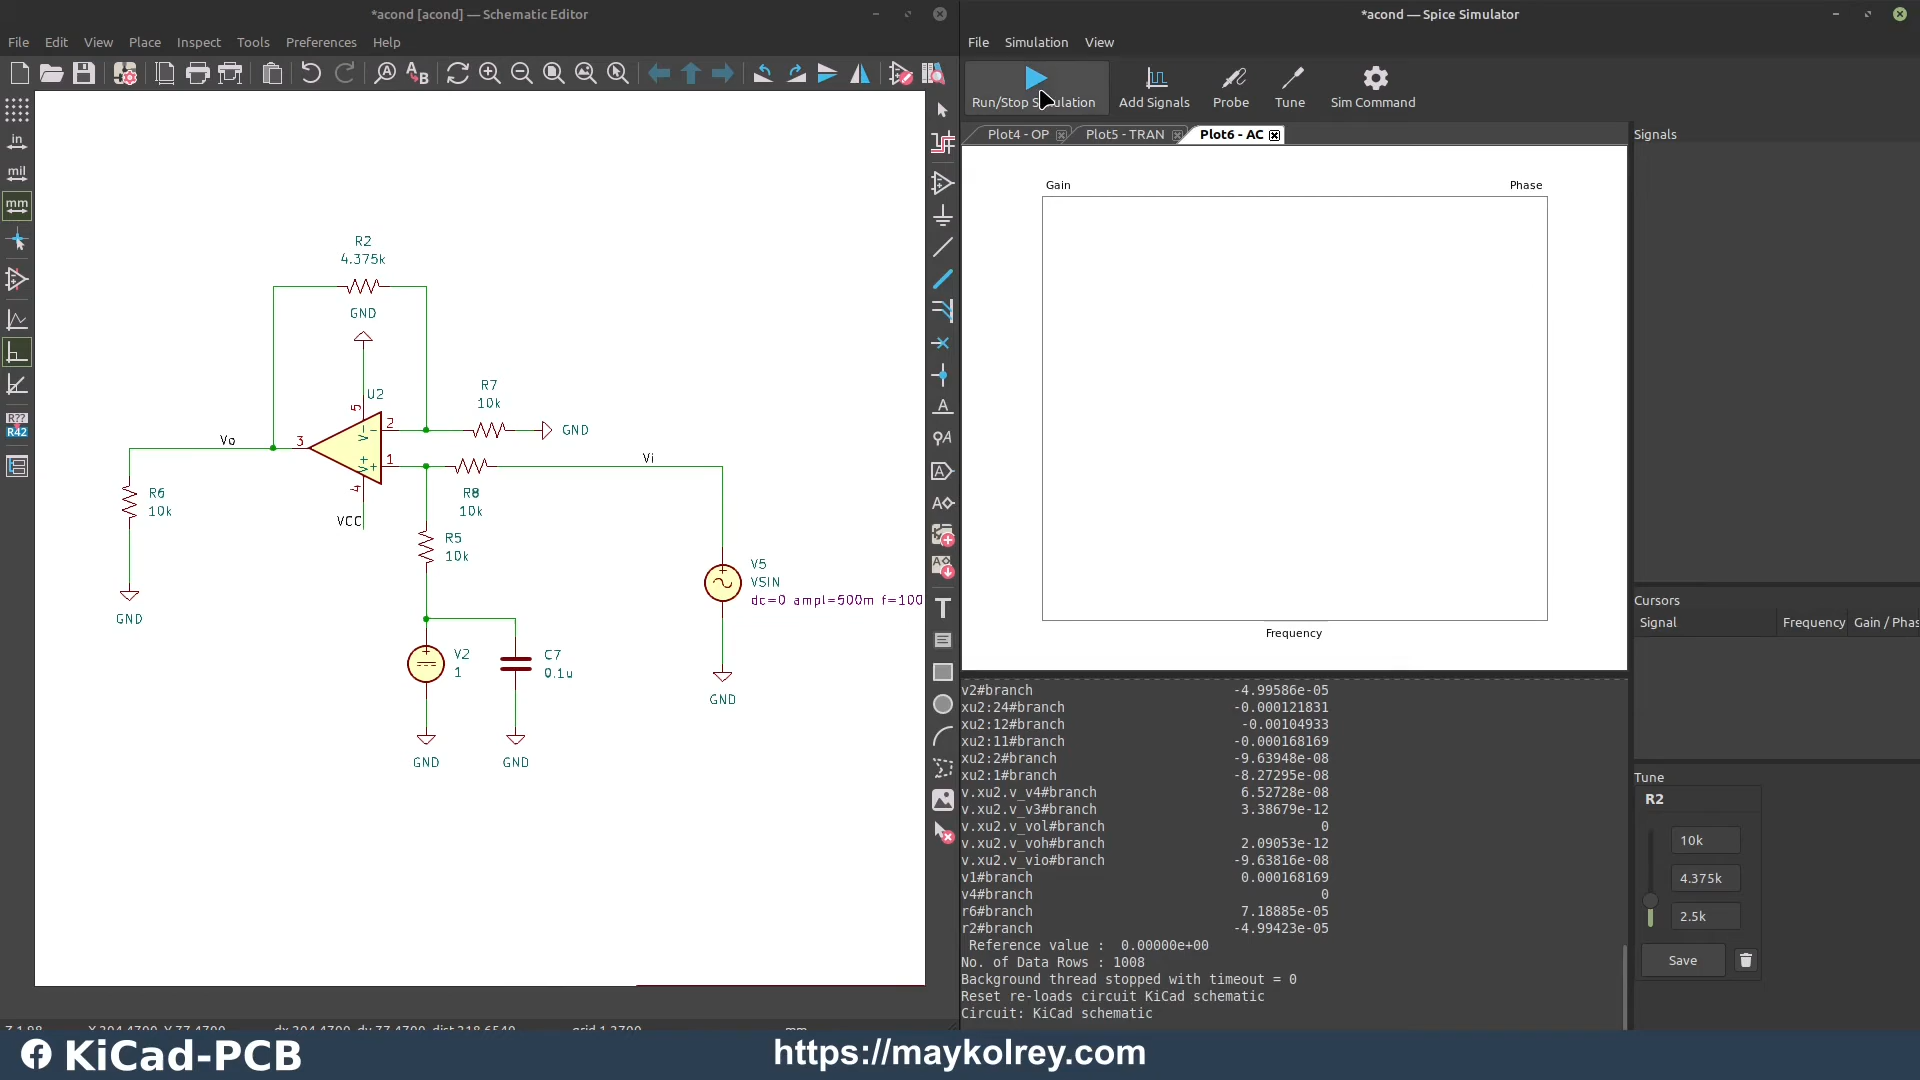 *acond [acond] — Schematic Editor
File Edit View Place Inspect Tools Preferences Help
in
mil
mm
R??
R42
R2
4.375k
GND
U2
5
2
V-
3
V+
1
4
VCC
R7
10k
GND
Vo
Vi
R6
10k
GND
R8
10k
R5
10k
V5
VSIN
dc=0 ampl=500m f=100
V2
1
C7
0.1u
GND
GND
GND
*acond — Spice Simulator
File Simulation View
Run/Stop Simulation Add Signals Probe Tune Sim Command
Plot4 - OP Plot5 - TRAN Plot6 - AC
Gain Phase
Frequency
v2#branch -4.99586e-05
xu2:24#branch -0.000121831
xu2:12#branch -0.00104933
xu2:11#branch -0.000168169
xu2:2#branch -9.63948e-08
xu2:1#branch -8.27295e-08
v.xu2.v_v4#branch 6.52728e-08
v.xu2.v_v3#branch 3.38679e-12
v.xu2.v_vol#branch 0
v.xu2.v_voh#branch 2.09053e-12
v.xu2.v_vio#branch -9.63816e-08
v1#branch 0.000168169
v4#branch 0
r6#branch 7.18885e-05
r2#branch -4.99423e-05
Reference value : 0.00000e+00
No. of Data Rows : 1008
Background thread stopped with timeout = 0
Reset re-loads circuit KiCad schematic
Circuit: KiCad schematic
Signals
Cursors
Signal Frequency Gain / Phas
Tune
R2
10k
4.375k
2.5k
Save
KiCad-PCB
https://maykolrey.com